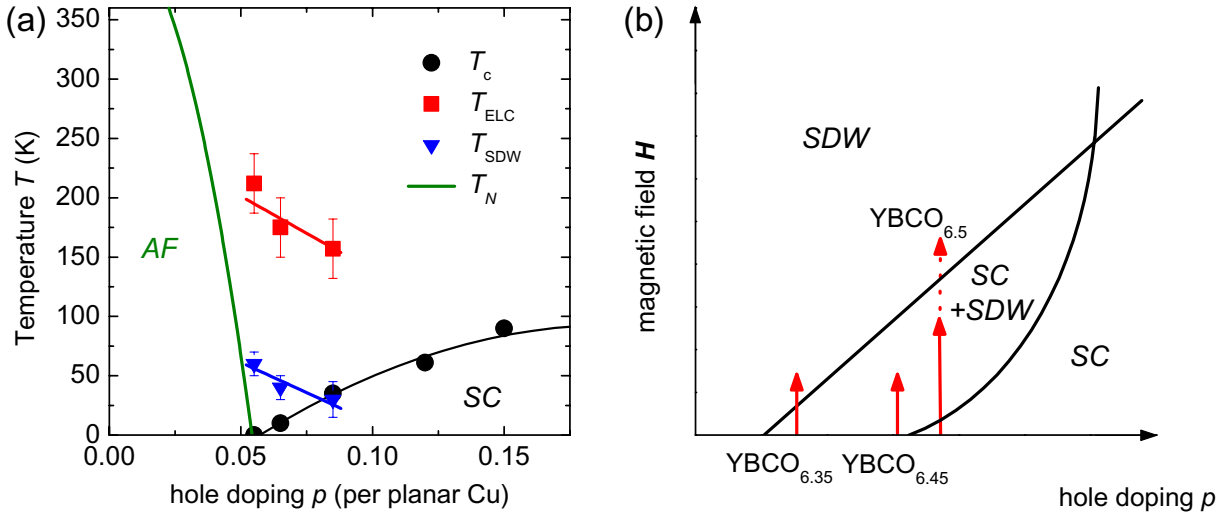 (a)
Temperature T (K)
350
300
250
200
150
100
50
0
0.00
0.05
0.10
0.15
hole doping p (per planar Cu)
T_c
T_ELC
T_SDW
T_N
AF
SC
(b)
magnetic field H
SDW
YBCO_6.5
SC
+SDW
SC
YBCO_6.35
YBCO_6.45
hole doping p